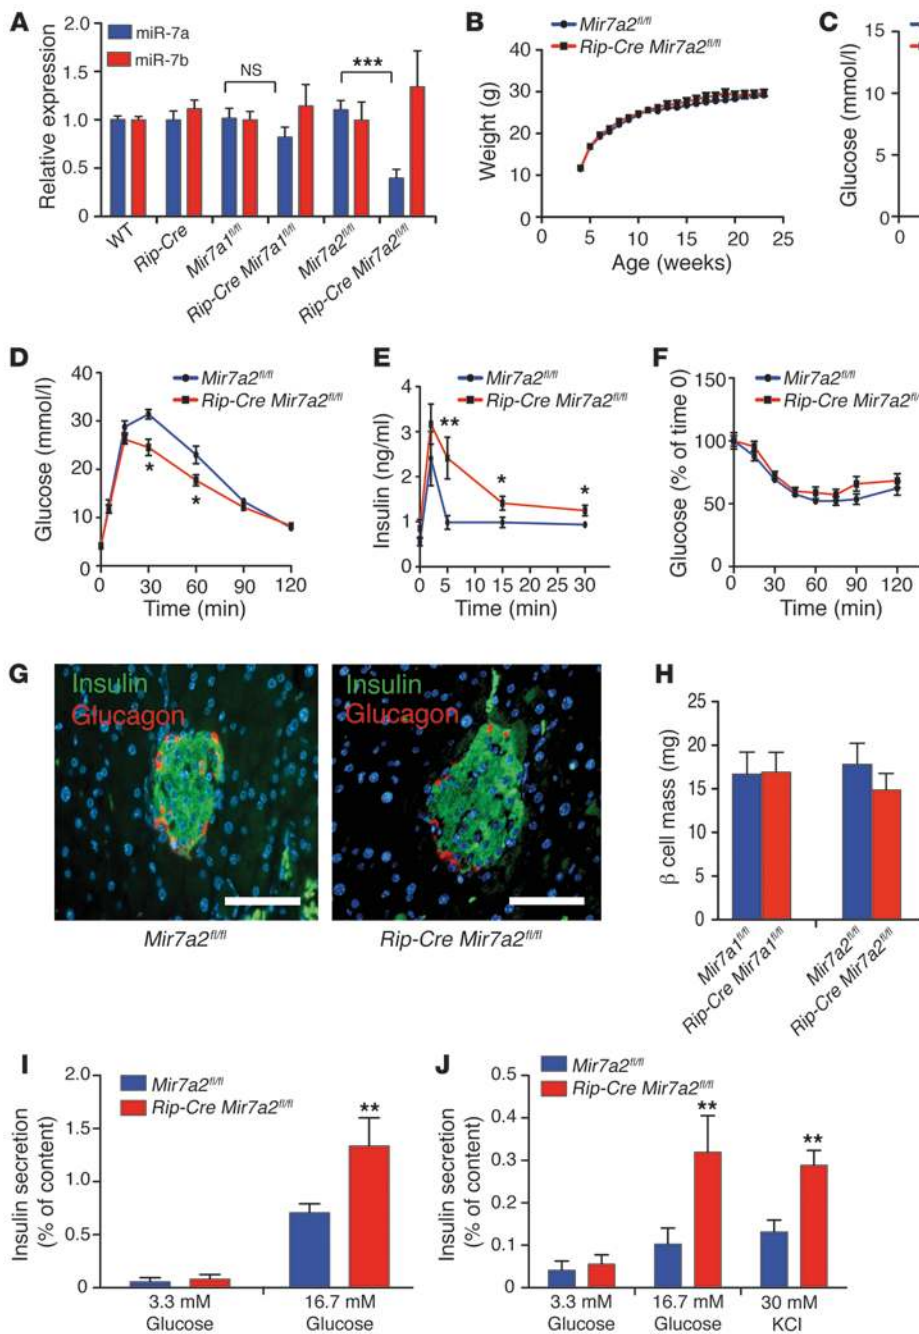 A
miR-7a
miR-7b
Relative expression
2.0
1.5
1.0
0.5
0
NS
***
WT
Rip-Cre
Mir7a1fl/fl
Rip-Cre Mir7a1fl/fl
Mir7a2fl/fl
Rip-Cre Mir7a2fl/fl
B
Mir7a2fl/fl
Rip-Cre Mir7a2fl/fl
Weight (g)
50
40
30
20
10
0
0 5 10 15 20 25
Age (weeks)
C
Glucose (mmol/l)
15
10
5
0
0
D
Mir7a2fl/fl
Rip-Cre Mir7a2fl/fl
Glucose (mmol/l)
40
30
20
10
0
*
*
0 30 60 90 120
Time (min)
E
Mir7a2fl/fl
Rip-Cre Mir7a2fl/fl
Insulin (ng/ml)
4
3
2
1
0
**
*
*
0 5 10 15 20 25 30
Time (min)
F
Mir7a2fl/fl
Rip-Cre Mir7a2fl/
Glucose (% of time 0)
150
100
50
0
0 30 60 90 120
Time (min)
G
Insulin
Glucagon
Mir7a2fl/fl
Insulin
Glucagon
Rip-Cre Mir7a2fl/fl
H
β cell mass (mg)
25
20
15
10
5
0
Mir7a1fl/fl
Rip-Cre Mir7a1fl/fl
Mir7a2fl/fl
Rip-Cre Mir7a2fl/fl
I
Mir7a2fl/fl
Rip-Cre Mir7a2fl/fl
Insulin secretion
(% of content)
2.0
1.5
1.0
0.5
0
**
3.3 mM
Glucose
16.7 mM
Glucose
J
Mir7a2fl/fl
Rip-Cre Mir7a2fl/fl
Insulin secretion
(% of content)
0.5
0.4
0.3
0.2
0.1
0
**
**
3.3 mM
Glucose
16.7 mM
Glucose
30 mM
KCl